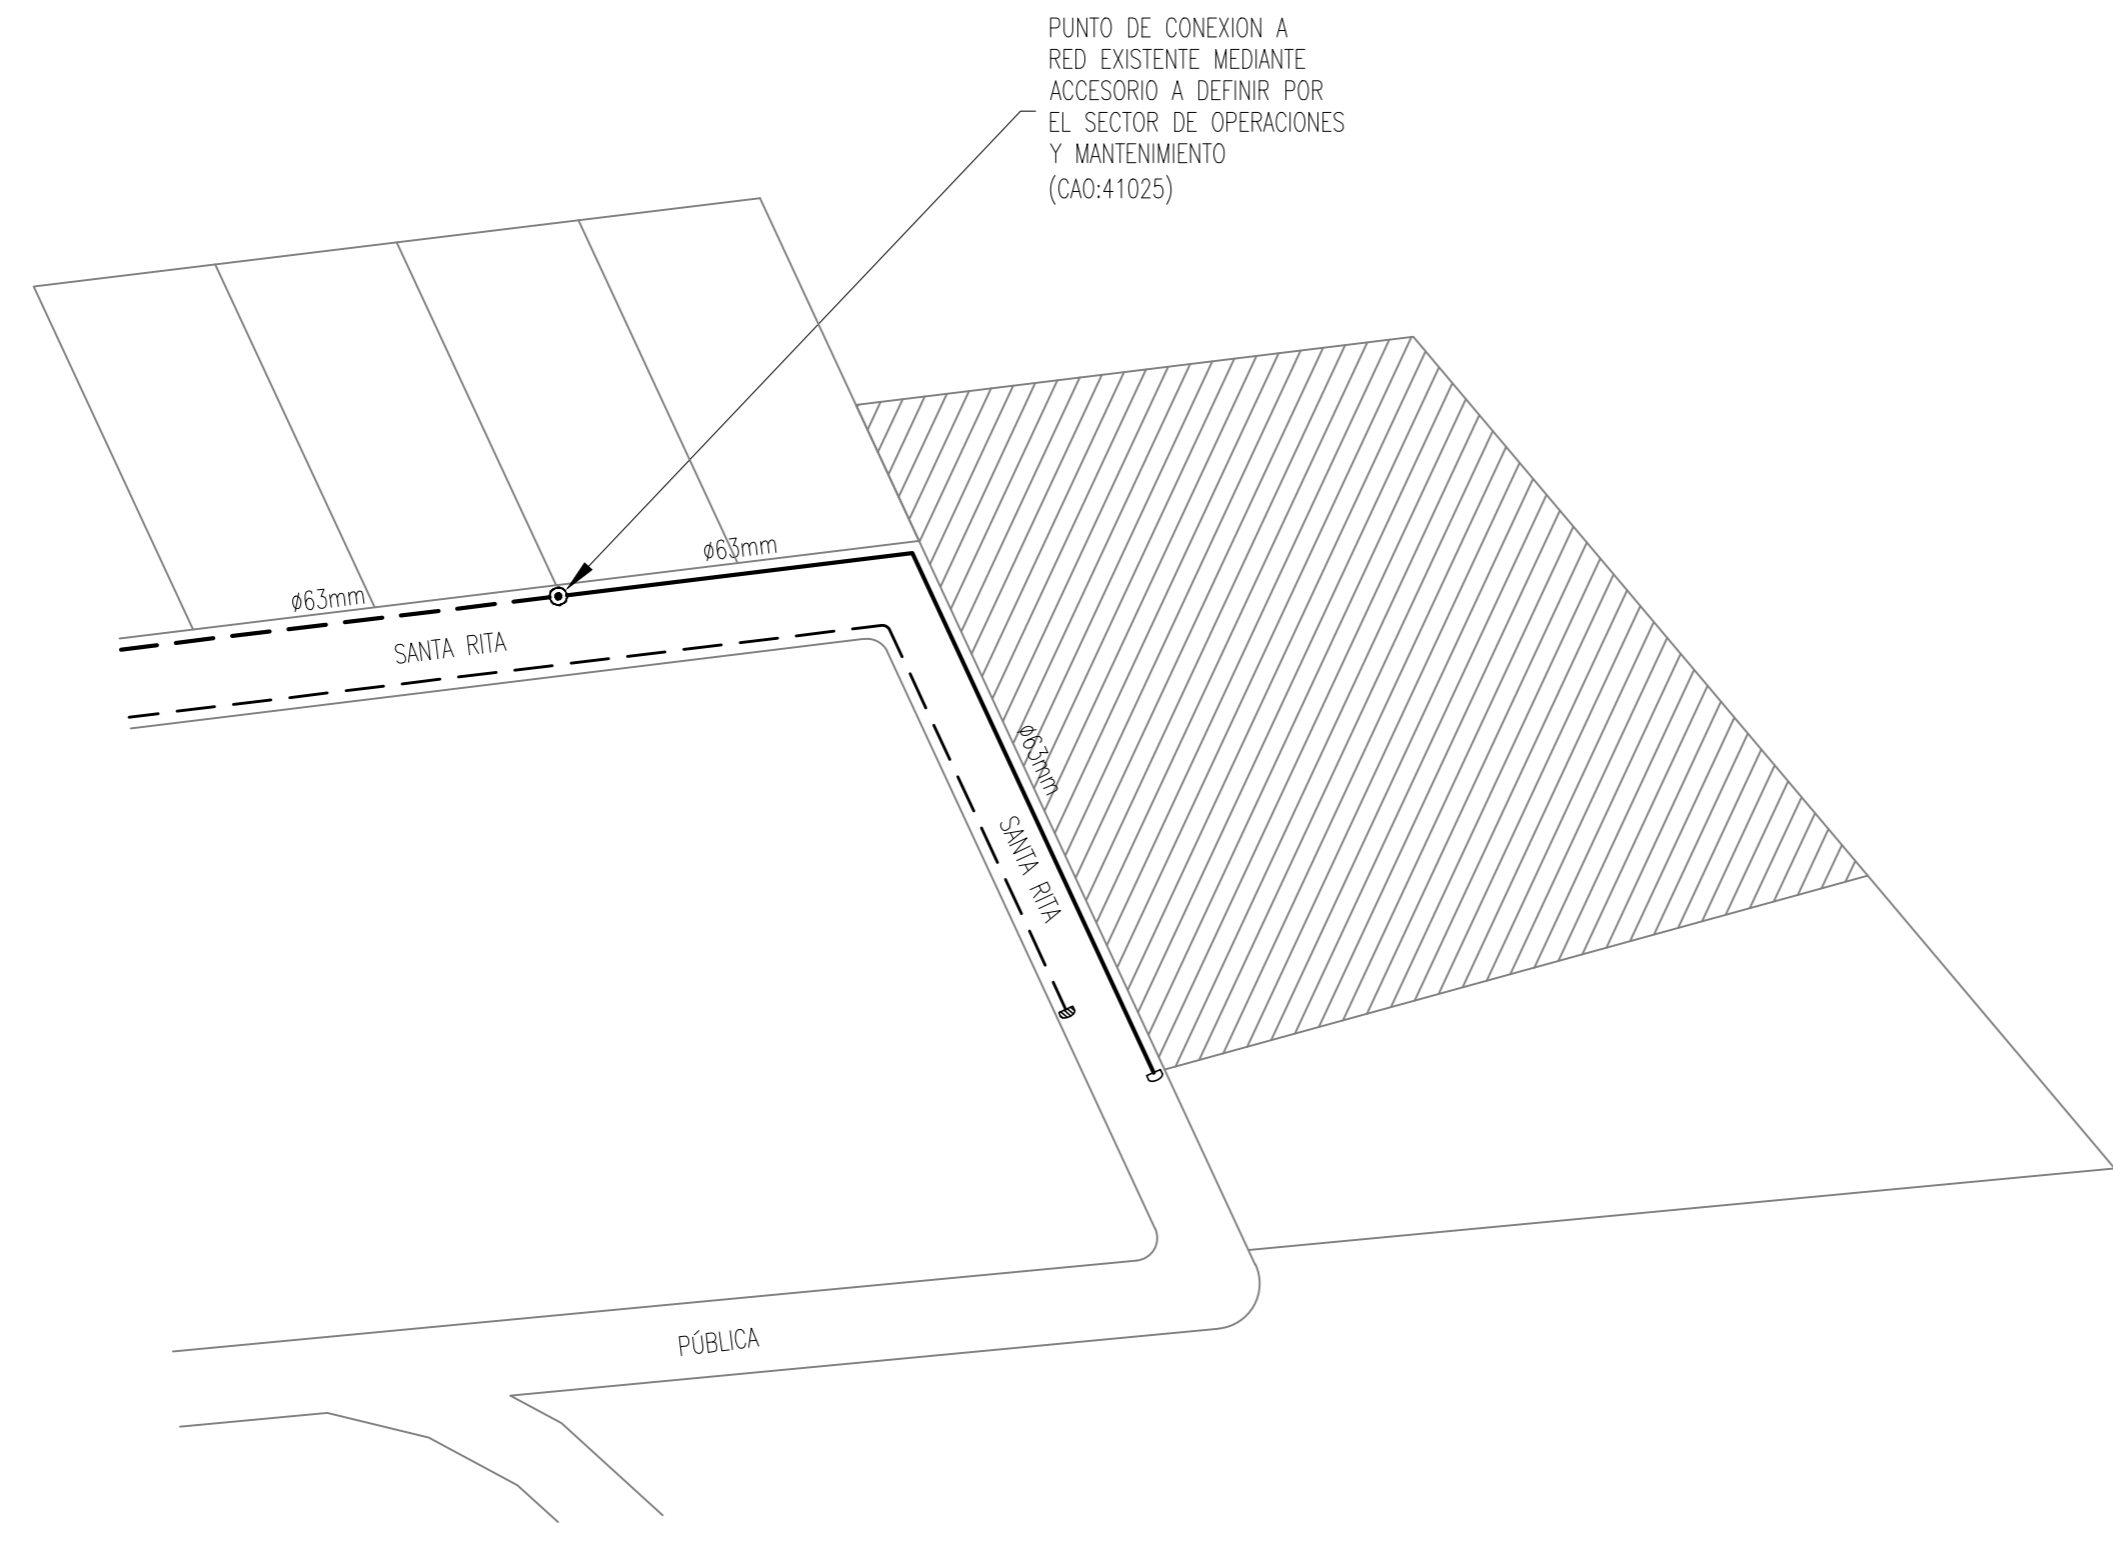 PUNTO DE CONEXION A
RED EXISTENTE MEDIANTE
ACCESORIO A DEFINIR POR
EL SECTOR DE OPERACIONES
Y MANTENIMIENTO
(CAO:41025)
ø63mm
ø63mm
SANTA RITA
ø63mm
SANTA RITA
PÚBLICA